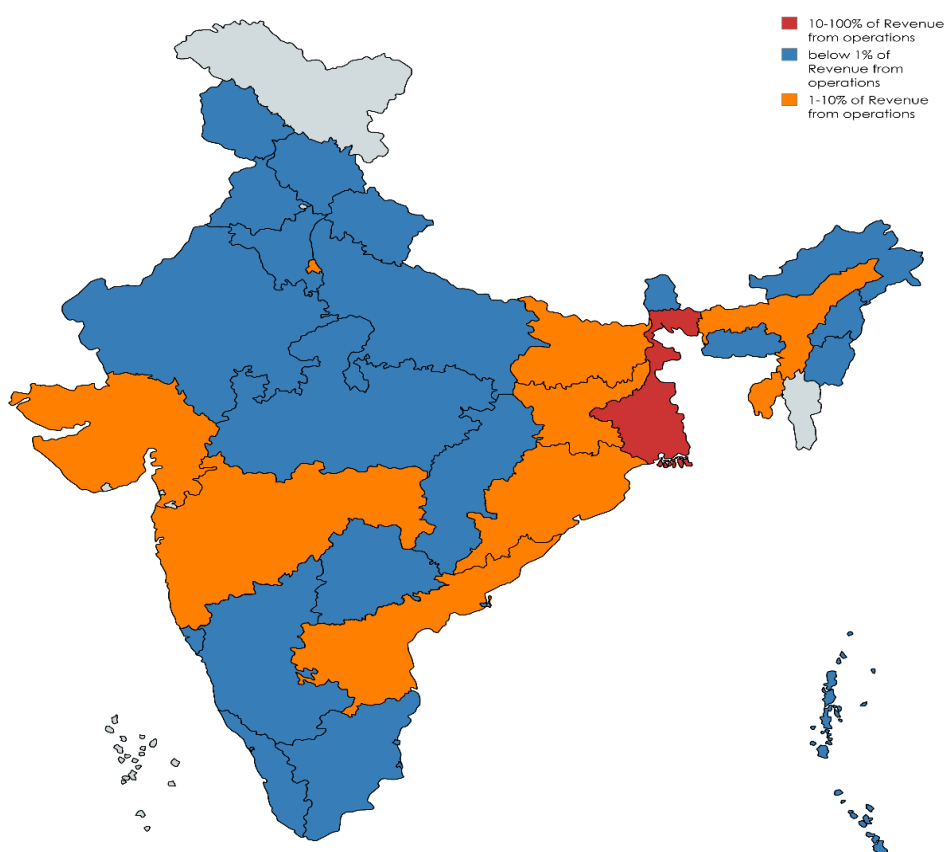 10-100% of Revenue
from operations
below 1% of
Revenue from
operations
1-10% of Revenue
from operations